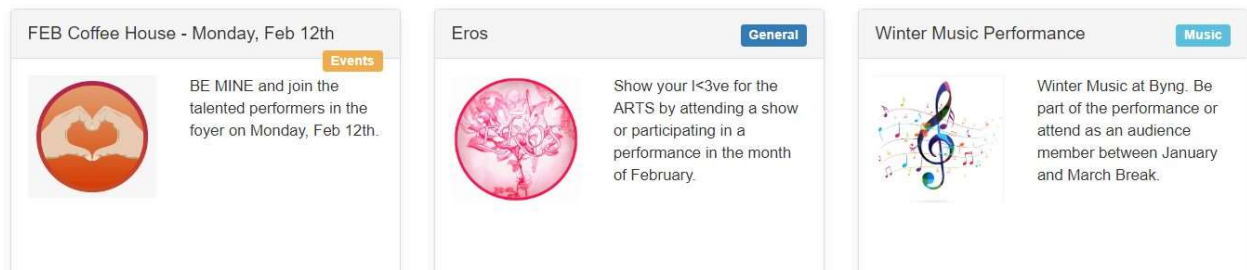 FEB Coffee House - Monday, Feb 12th
Events
BE MINE and join the
talented performers in the
foyer on Monday, Feb 12th.
Eros
General
Show your I<3ve for the
ARTS by attending a show
or participating in a
performance in the month
of February.
Winter Music Performance
Music
Winter Music at Byng. Be
part of the performance or
attend as an audience
member between January
and March Break.